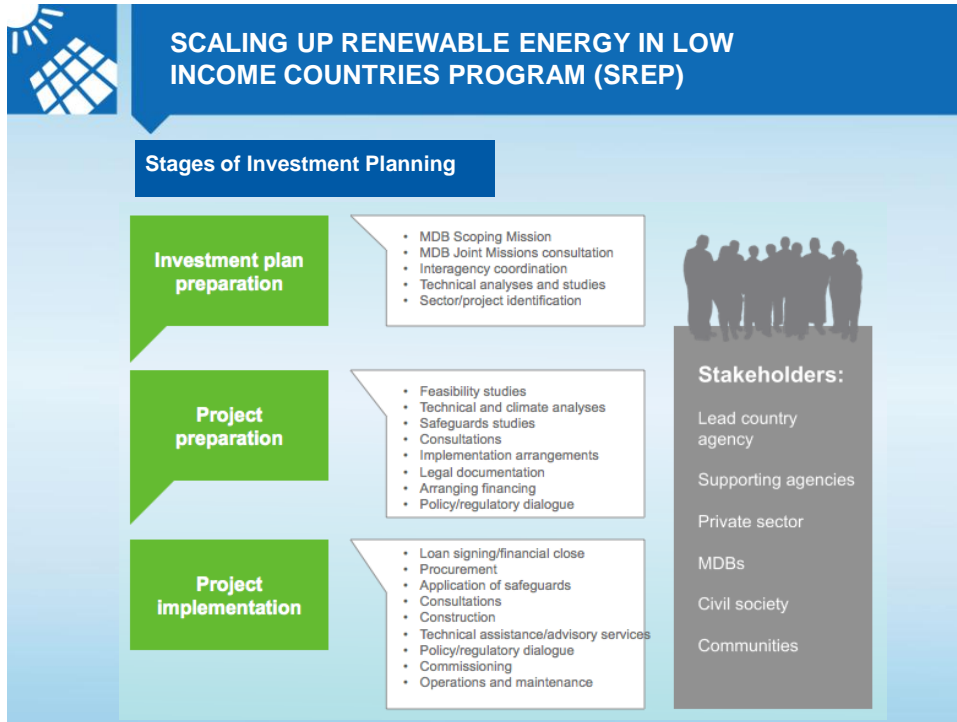 SCALING UP RENEWABLE ENERGY IN LOW
INCOME COUNTRIES PROGRAM (SREP)
Stages of Investment Planning
Investment plan
preparation
• MDB Scoping Mission
• MDB Joint Missions consultation
• Interagency coordination
• Technical analyses and studies
• Sector/project identification
Project
preparation
• Feasibility studies
• Technical and climate analyses
• Safeguards studies
• Consultations
• Implementation arrangements
• Legal documentation
• Arranging financing
• Policy/regulatory dialogue
Project
implementation
• Loan signing/financial close
• Procurement
• Application of safeguards
• Consultations
• Construction
• Technical assistance/advisory services
• Policy/regulatory dialogue
• Commissioning
• Operations and maintenance
Stakeholders:
Lead country
agency
Supporting agencies
Private sector
MDBs
Civil society
Communities